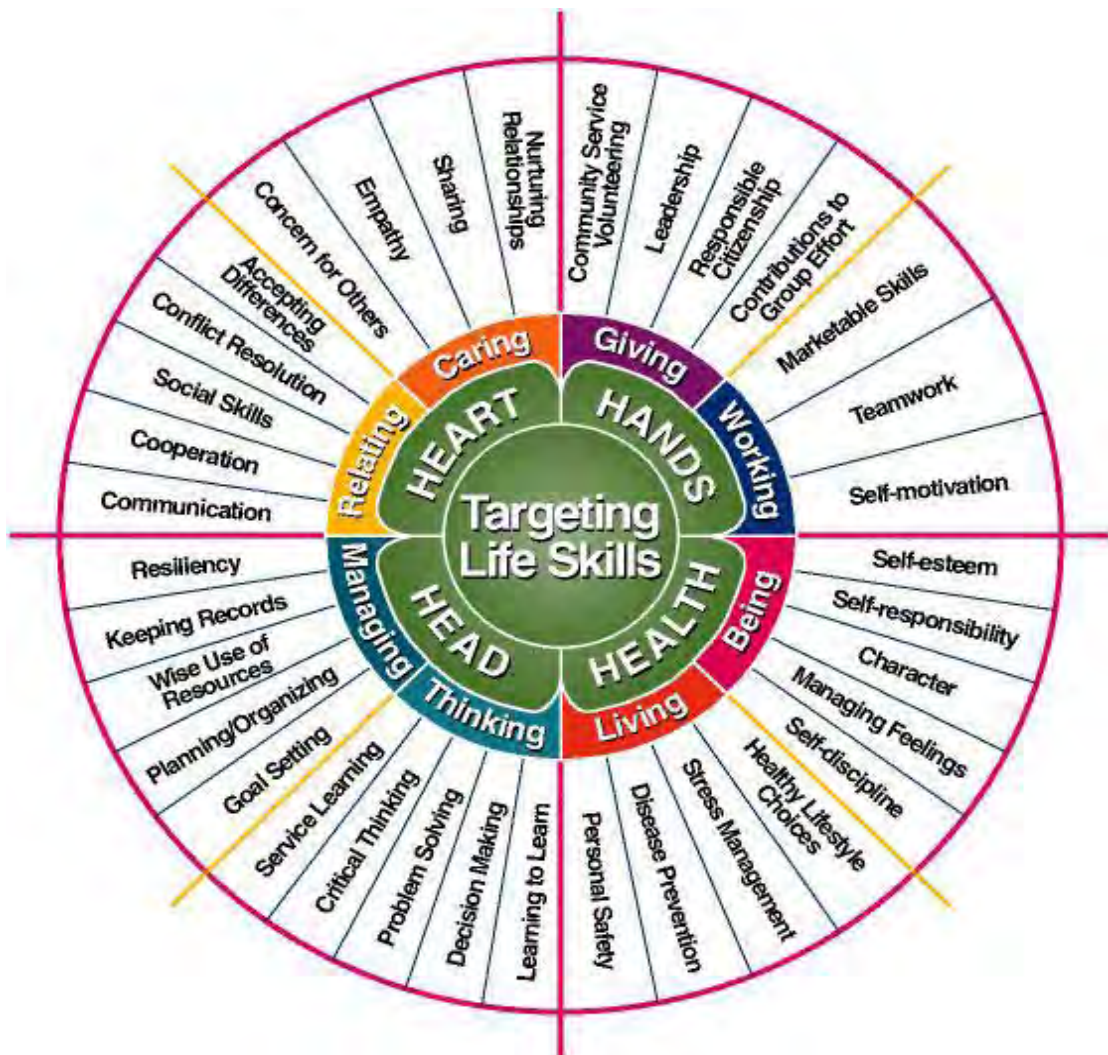 Targeting
Life Skills
HEART
HANDS
HEALTH
HEAD
Caring
Giving
Working
Being
Living
Thinking
Managing
Relating
Nurturing
Relationships
Sharing
Empathy
Concern for Others
Community Service
Volunteering
Leadership
Responsible
Citizenship
Contributions to
Group Effort
Marketable Skills
Teamwork
Self-motivation
Self-esteem
Self-responsibility
Character
Managing Feelings
Self-discipline
Healthy Lifestyle
Choices
Stress Management
Disease Prevention
Personal Safety
Learning to Learn
Decision Making
Problem Solving
Critical Thinking
Service Learning
Goal Setting
Planning/Organizing
Wise Use of
Resources
Keeping Records
Resiliency
Communication
Cooperation
Social Skills
Conflict Resolution
Accepting
Differences